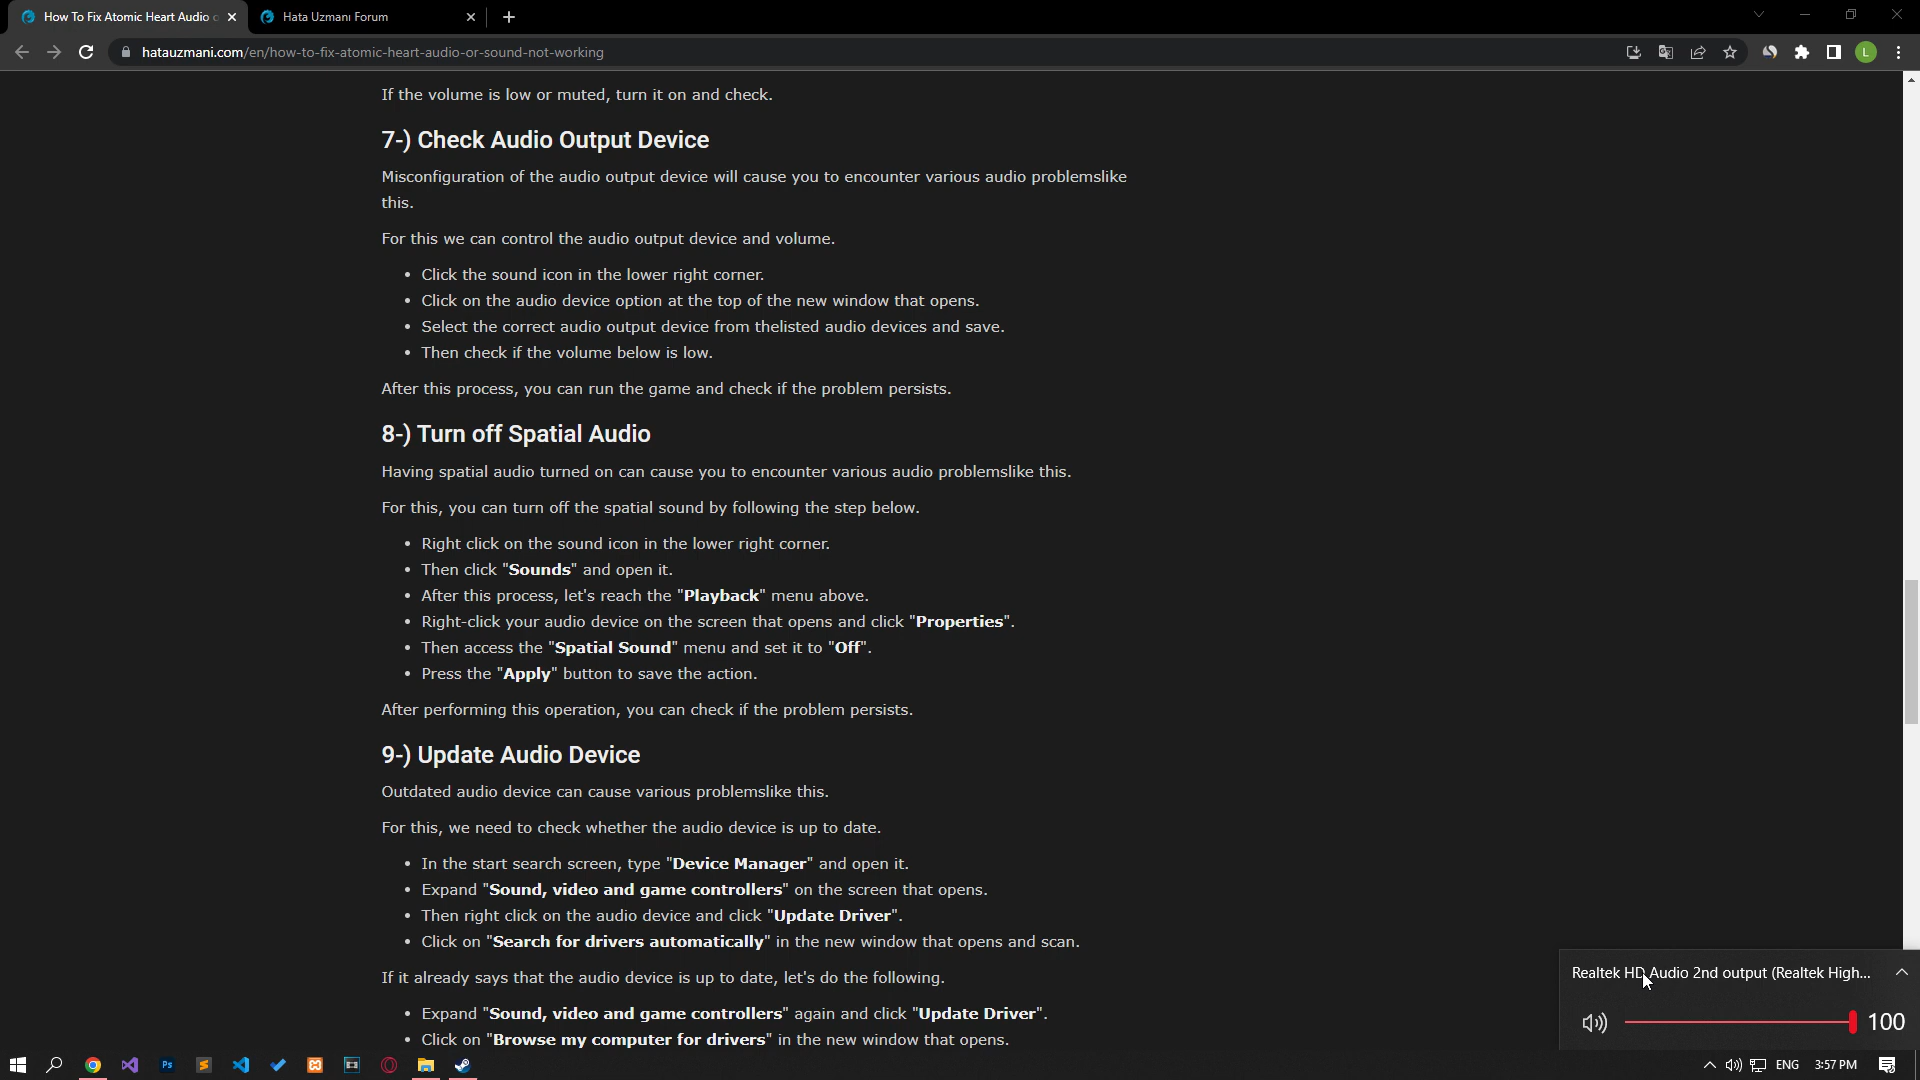 How To Fix Atomic Heart Audio o
Hata Uzmanı Forum
hatauzmani.com/en/how-to-fix-atomic-heart-audio-or-sound-not-working
L
If the volume is low or muted, turn it on and check.
7-) Check Audio Output Device
Misconfiguration of the audio output device will cause you to encounter various audio problemslike
this.
For this we can control the audio output device and volume.
• Click the sound icon in the lower right corner.
• Click on the audio device option at the top of the new window that opens.
• Select the correct audio output device from thelisted audio devices and save.
• Then check if the volume below is low.
After this process, you can run the game and check if the problem persists.
8-) Turn off Spatial Audio
Having spatial audio turned on can cause you to encounter various audio problemslike this.
For this, you can turn off the spatial sound by following the step below.
• Right click on the sound icon in the lower right corner.
• Then click "Sounds" and open it.
• After this process, let's reach the "Playback" menu above.
• Right-click your audio device on the screen that opens and click "Properties".
• Then access the "Spatial Sound" menu and set it to "Off".
• Press the "Apply" button to save the action.
After performing this operation, you can check if the problem persists.
9-) Update Audio Device
Outdated audio device can cause various problemslike this.
For this, we need to check whether the audio device is up to date.
• In the start search screen, type "Device Manager" and open it.
• Expand "Sound, video and game controllers" on the screen that opens.
• Then right click on the audio device and click "Update Driver".
• Click on "Search for drivers automatically" in the new window that opens and scan.
If it already says that the audio device is up to date, let's do the following.
• Expand "Sound, video and game controllers" again and click "Update Driver".
• Click on "Browse my computer for drivers" in the new window that opens.
Realtek HD Audio 2nd output (Realtek High...
100
Ps
ENG
3:57 PM